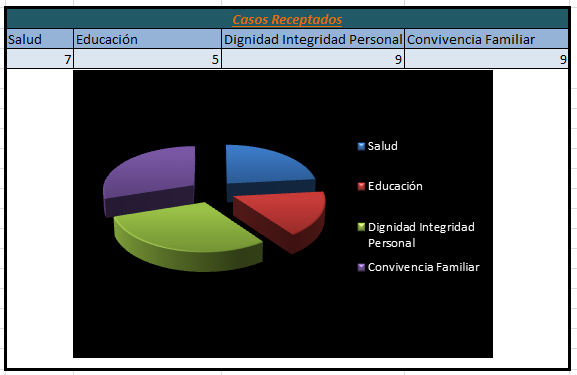 Casos Receptados
Salud Educación Dignidad Integridad Personal Convivencia Familiar
7 5 9 9
Salud
Educación
Dignidad Integridad
Personal
Convivencia Familiar